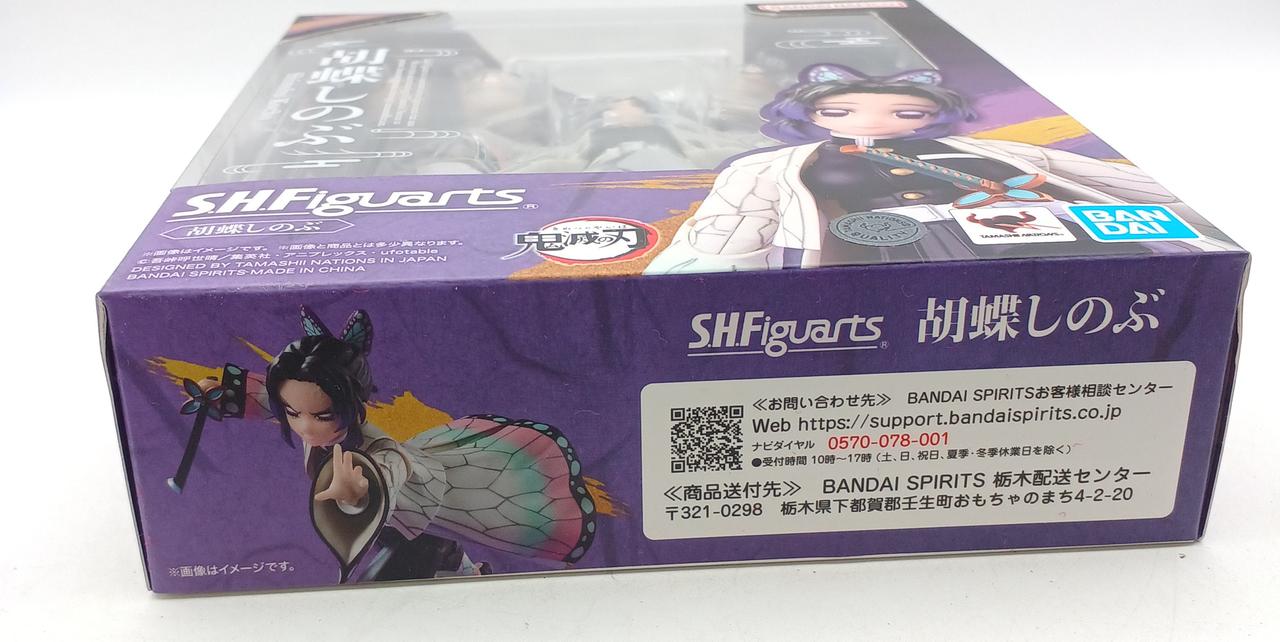 胡蝶しのぶ
S.H.Figuarts®
胡蝶しのぶ
※画像はイメージです。 ※画像と商品とは多少異なります。
©吾峠呼世晴／集英社・アニプレックス・ufotable
DESIGNED BY TAMASHII NATIONS IN JAPAN
BANDAI SPIRITS・MADE IN CHINA
鬼滅の刃
TAMASHII NATIONS
QUALITY
TAMASHII NATIONS
BAN
DAI
S.H.Figuarts® 胡蝶しのぶ
≪お問い合わせ先≫ BANDAI SPIRITSお客様相談センター
Web https://support.bandaispirits.co.jp
ナビダイヤル 0570-078-001
●受付時間 10時～17時（土、日、祝日、夏季・冬季休業日を除く）
≪商品送付先≫ BANDAI SPIRITS 栃木配送センター
〒321-0298 栃木県下都賀郡壬生町おもちゃのまち4-2-20
※画像はイメージです。